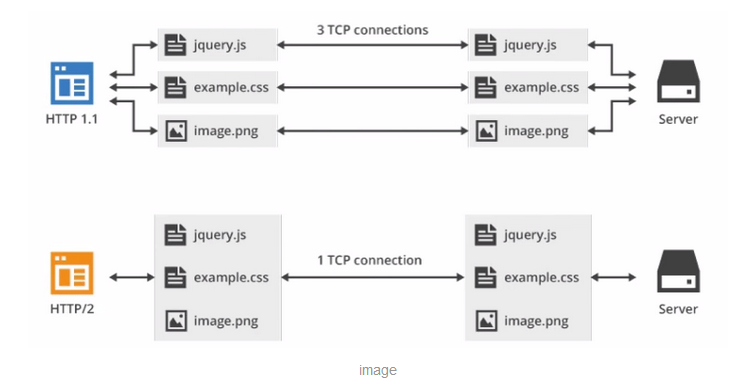 3 TCP connections
jquery.js
jquery.js
example.css
example.css
image.png
image.png
HTTP 1.1
Server
jquery.js
jquery.js
1 TCP connection
example.css
example.css
image.png
image.png
HTTP/2
Server
image